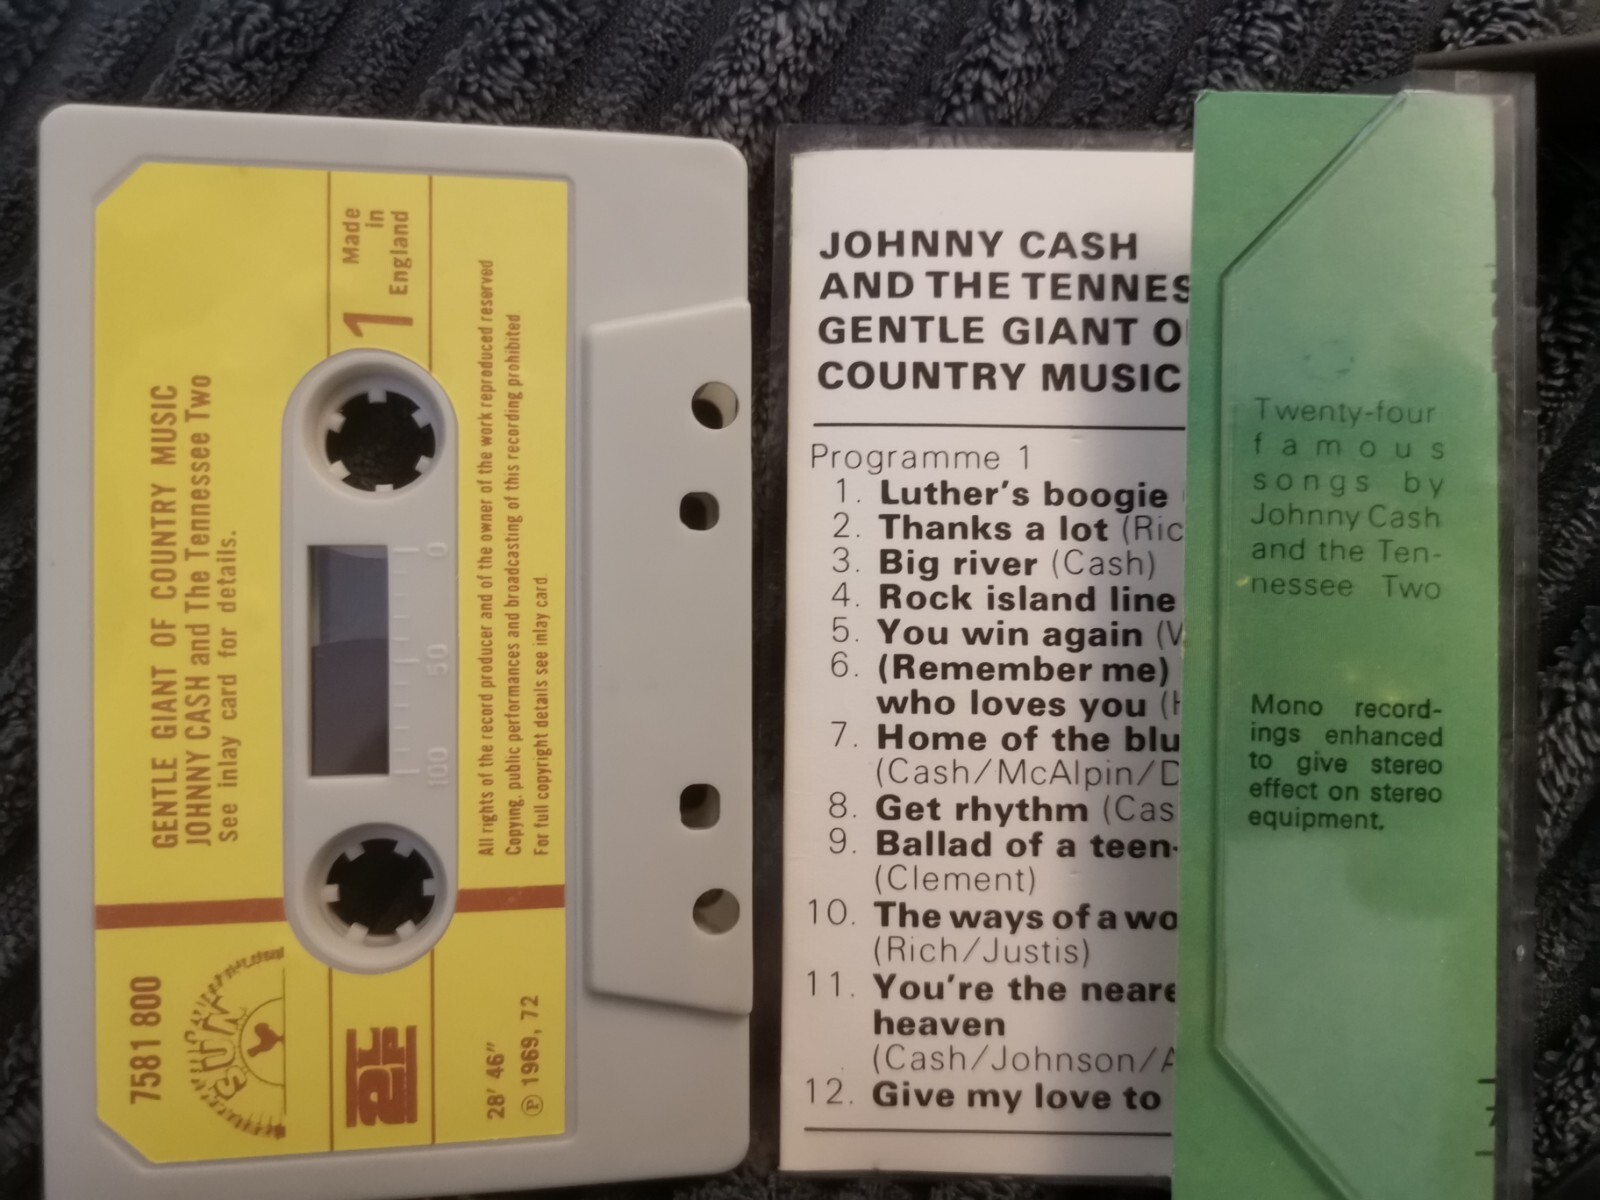 GENTLE GIANT OF COUNTRY MUSIC
JOHNNY CASH and The Tennessee Two
See inlay card for details.
1
Made
in
England
0
50
100
All rights of the record producer and of the owner of the work reproduced reserved
Copying, public performances and broadcasting of this recording prohibited
For full copyright details see inlay card.
7581 800
SUN
2LP
28' 46"
Ⓟ 1969, 72
JOHNNY CASH
AND THE TENNES
GENTLE GIANT O
COUNTRY MUSIC
Programme 1
1. Luther's boogie
2. Thanks a lot (Ric
3. Big river (Cash)
4. Rock island line
5. You win again (W
6. (Remember me)
who loves you (H
7. Home of the blu
(Cash/McAlpin/D
8. Get rhythm (Cas
9. Ballad of a teen-
(Clement)
10. The ways of a wo
(Rich/Justis)
11. You're the neare
heaven
(Cash/Johnson/A
12. Give my love to
Twenty-four
famous
songs by
Johnny Cash
and the Ten-
nessee Two
Mono record-
ings enhanced
to give stereo
effect on stereo
equipment.